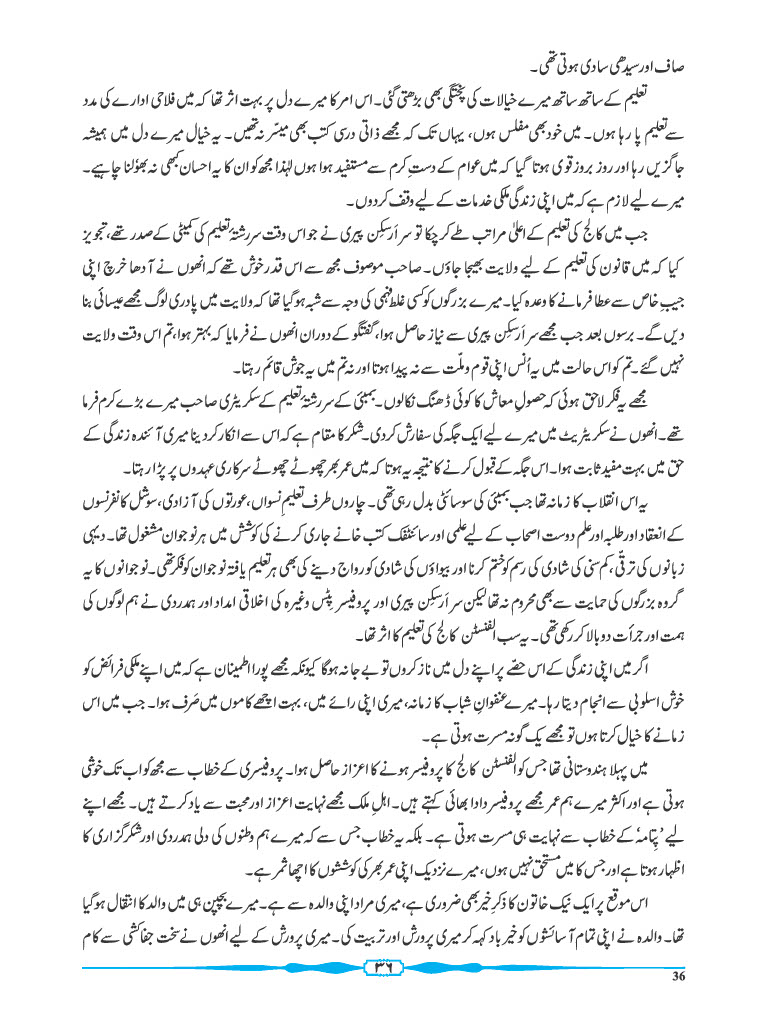 صاف اور سیدھی سادی ہوتی تھی۔
تعلیم کے ساتھ ساتھ میرے خیالات کی پختگی بھی بڑھتی گئی۔ اس امر کا میرے دل پر بہت اثر تھا کہ میں فلاحی ادارے کی مدد
سے تعلیم پا رہا ہوں۔ میں خود بھی مفلس ہوں، یہاں تک کہ مجھے ذاتی درسی کتب بھی میسّر نہ تھیں۔ یہ خیال میرے دل میں ہمیشہ
جاگزیں رہا اور روز بروز قوی ہوتا گیا کہ میں عوام کے دستِ کرم سے مستفید ہوا ہوں لہٰذا مجھ کو ان کا یہ احسان کبھی نہ بھولنا چاہیے۔
میرے لیے لازم ہے کہ میں اپنی زندگی ملکی خدمات کے لیے وقف کردوں۔
جب میں کالج کی تعلیم کے اعلیٰ مراتب طے کر چکا تو سر اَرسکِن پیری نے جو اس وقت سررشتۂ تعلیم کی کمیٹی کے صدر تھے، تجویز
کیا کہ میں قانون کی تعلیم کے لیے ولایت بھیجا جاؤں۔ صاحب موصوف مجھ سے اس قدر خوش تھے کہ انھوں نے آدھا خرچ اپنی
جیبِ خاص سے عطا فرمانے کا وعدہ کیا۔ میرے بزرگوں کو کسی غلط فہمی کی وجہ سے شبہ ہوگیا تھا کہ ولایت میں پادری لوگ مجھے عیسائی بنا
دیں گے۔ برسوں بعد جب مجھے سر اَرسکِن پیری سے نیاز حاصل ہوا، گفتگو کے دوران انھوں نے فرمایا کہ بہتر ہوا، تم اس وقت ولایت
نہیں گئے۔ تم کو اس حالت میں یہ اُنس اپنی قوم و ملّت سے نہ پیدا ہوتا اور نہ تم میں یہ جوش قائم رہتا۔
مجھے یہ فکر لاحق ہوئی کہ حصولِ معاش کا کوئی ڈھنگ نکالوں۔ بمبئی کے سررشتۂ تعلیم کے سکریٹری صاحب میرے بڑے کرم فرما
تھے۔ انھوں نے سکریٹریٹ میں میرے لیے ایک جگہ کی سفارش کردی۔ شکر کا مقام ہے کہ اس سے انکار کردینا میری آئندہ زندگی کے
حق میں بہت مفید ثابت ہوا۔ اس جگہ کے قبول کرنے کا نتیجہ یہ ہوتا کہ میں عمر بھر چھوٹے چھوٹے سرکاری عہدوں پر پڑا رہتا۔
یہ اس انقلاب کا زمانہ تھا جب بمبئی کی سوسائٹی بدل رہی تھی۔ چاروں طرف تعلیمِ نسواں، عورتوں کی آزادی، سوشل کانفرنسوں
کے انعقاد اور طلبہ اور علم دوست اصحاب کے لیے علمی اور سائنٹفک کتب خانے جاری کرنے کی کوشش میں ہر نوجوان مشغول تھا۔ دیہی
زبانوں کی ترقّی، کم سنی کی شادی کی رسم کو ختم کرنا اور بیواؤں کی شادی کو رواج دینے کی بھی ہر تعلیم یافتہ نوجوان کو فکر تھی۔ نوجوانوں کا یہ
گروہ بزرگوں کی حمایت سے بھی محروم نہ تھا لیکن سر اَرسکِن پیری اور پروفیسر پٹِس وغیرہ کی اخلاقی امداد اور ہمدردی نے ہم لوگوں کی
ہمت اور جرأت دوبالا کر رکھی تھی۔ یہ سب الفنسٹن کالج کی تعلیم کا اثر تھا۔
اگر میں اپنی زندگی کے اس حصّے پر اپنے دل میں ناز کروں تو بے جا نہ ہوگا کیونکہ مجھے پورا اطمینان ہے کہ میں اپنے ملکی فرائض کو
خوش اسلوبی سے انجام دیتا رہا۔ میرے عنفوانِ شباب کا زمانہ، میری اپنی رائے میں، بہت اچھے کاموں میں صَرف ہوا۔ جب میں اس
زمانے کا خیال کرتا ہوں تو مجھے یک گونہ مسرت ہوتی ہے۔
میں پہلا ہندوستانی تھا جس کو الفنسٹن کالج کا پروفیسر ہونے کا اعزاز حاصل ہوا۔ پروفیسری کے خطاب سے مجھ کو اب تک خوشی
ہوتی ہے اور اکثر میرے ہم عمر مجھے پروفیسر دادا بھائی کہتے ہیں۔ اہلِ ملک مجھے نہایت اعزاز اور محبت سے یاد کرتے ہیں۔ مجھے اپنے
لیے ’پِتامہ‘ کے خطاب سے نہایت ہی مسرت ہوتی ہے۔ بلکہ یہ خطاب جس سے کہ میرے ہم وطنوں کی دلی ہمدردی اور شکر گزاری کا
اظہار ہوتا ہے اور جس کا میں مستحق نہیں ہوں، میرے نزدیک اپنی عمر بھر کی کوششوں کا اچھا ثمر ہے۔
اس موقع پر ایک نیک خاتون کا ذکرِ خیر بھی ضروری ہے، میری مراد اپنی والدہ سے ہے۔ میرے بچپن ہی میں والد کا انتقال ہوگیا
تھا۔ والدہ نے اپنی تمام آسائشوں کو خیر باد کہہ کر میری پرورش اور تربیت کی۔ میری پرورش کے لیے انھوں نے سخت جفاکشی سے کام
۳۶
36